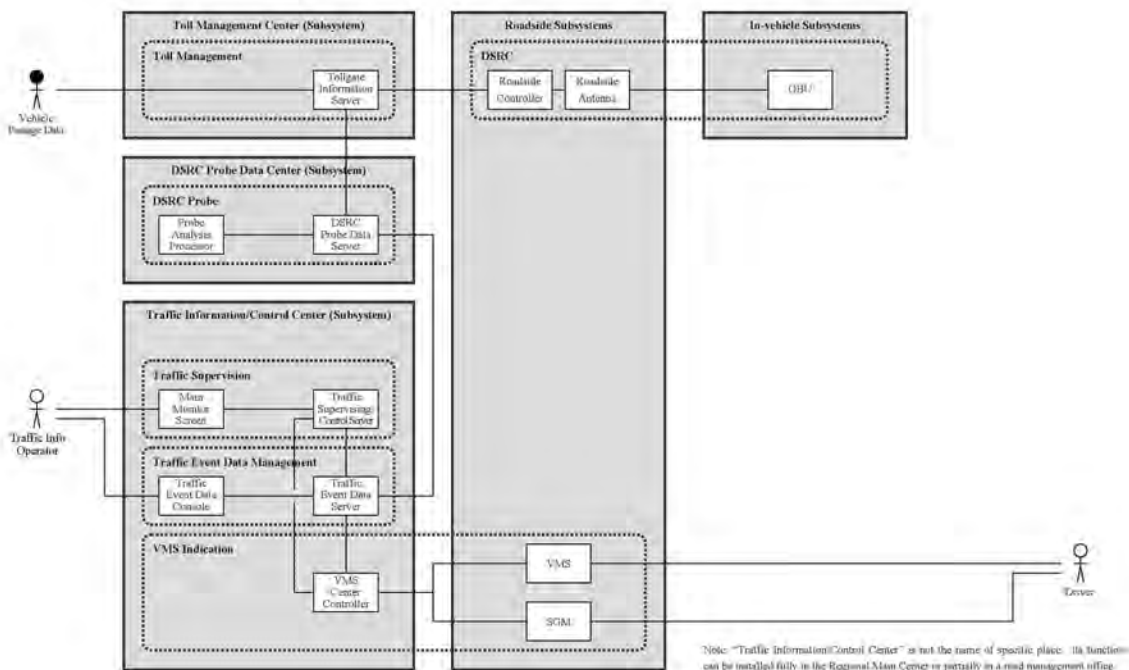 Toll Management Center (Subsystem)
Roadside Subsystems
In-vehicle Subsystems
Toll Management
DSRC
Tollgate
Information
Server
Roadside
Controller
Roadside
Antenna
OBU
Vehicle
Passage Data
DSRC Probe Data Center (Subsystem)
DSRC Probe
Probe
Analysis
Processor
DSRC
Probe Data
Server
Traffic Information/Control Center (Subsystem)
Traffic Supervision
Main
Monitor
Screen
Traffic
Supervising/
Control Server
Traffic Info
Operator
Traffic Event Data Management
Traffic
Event Data
Console
Traffic
Event Data
Server
VMS Indication
VMS
Center
Controller
VMS
SGM
Driver
Note: "Traffic Information/Control Center" is not the name of specific place. Its function
can be installed fully in the Regional Main Center or partially in a road management office.